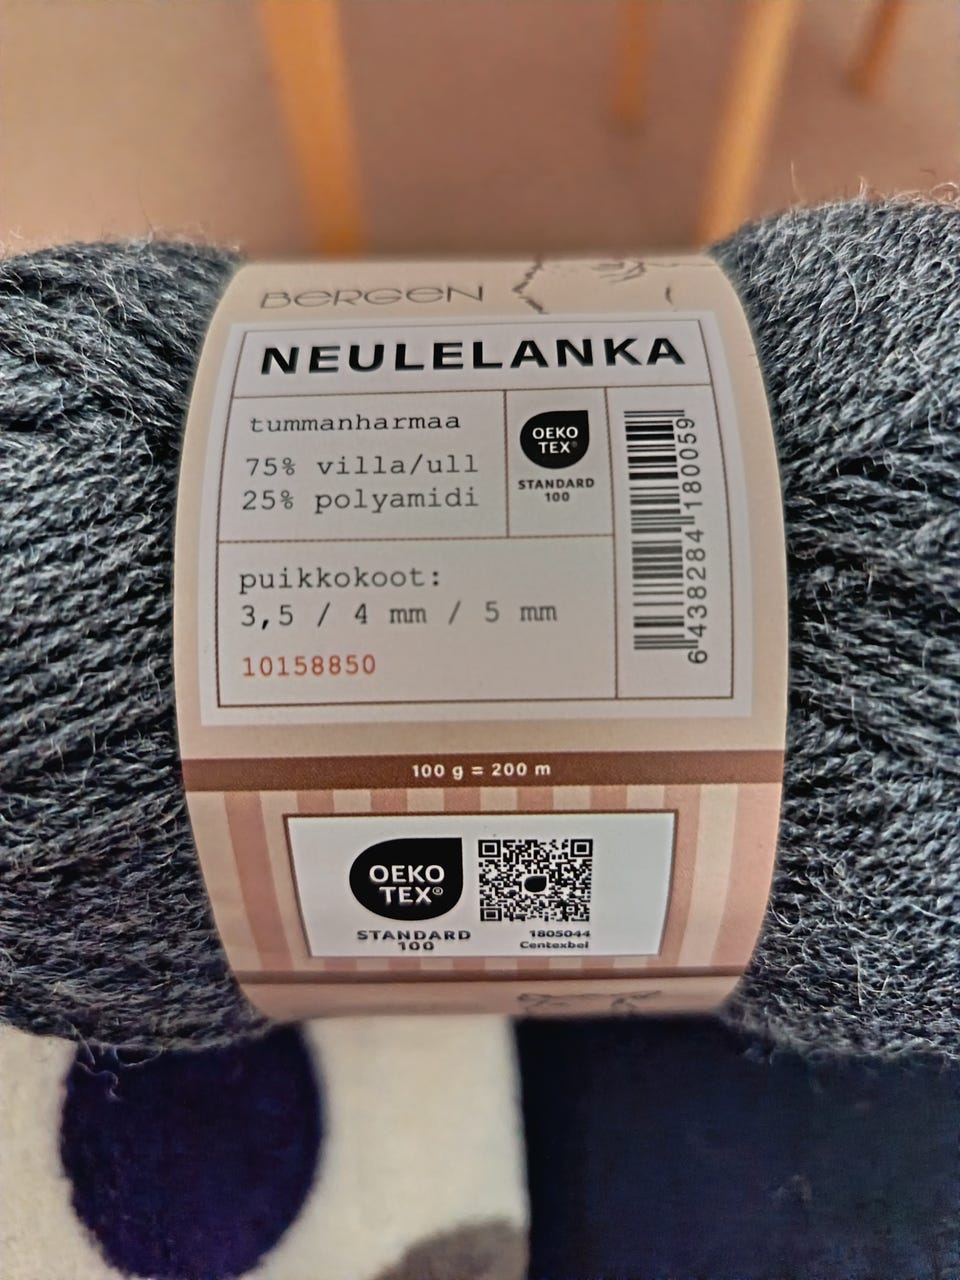 BERGEN
NEULELANKA
tummanharmaa
75% villa/ull
25% polyamidi
OEKO
TEX®
STANDARD
100
puikkokoot:
3,5 / 4 mm / 5 mm
10158850
6438284180059
100 g = 200 m
OEKO
TEX®
STANDARD
100
1805044
Centexbel